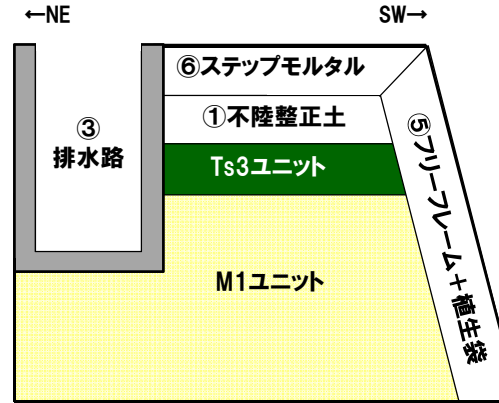 ←NE
SW→
⑥ステップモルタル
①不陸整正土
③
排水路
Ts3ユニット
M1ユニット
⑤フリーフレーム+植生袋